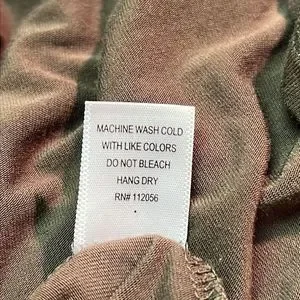 MACHINE WASH COLD
WITH LIKE COLORS
DO NOT BLEACH
HANG DRY
RN# 112056